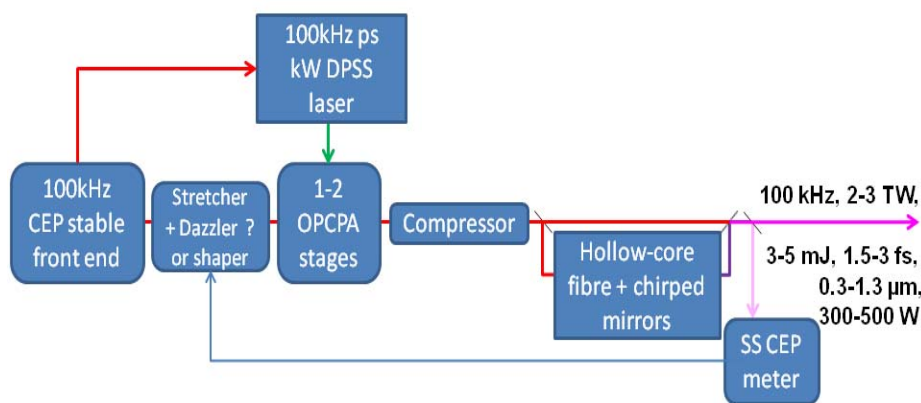 100kHz ps
kW DPSS
laser
100kHz
CEP stable
front end
Stretcher
+ Dazzler ?
or shaper
1-2
OPCPA
stages
Compressor
Hollow-core
fibre + chirped
mirrors
100 kHz, 2-3 TW,
3-5 mJ, 1.5-3 fs,
0.3-1.3 μm,
300-500 W
SS CEP
meter